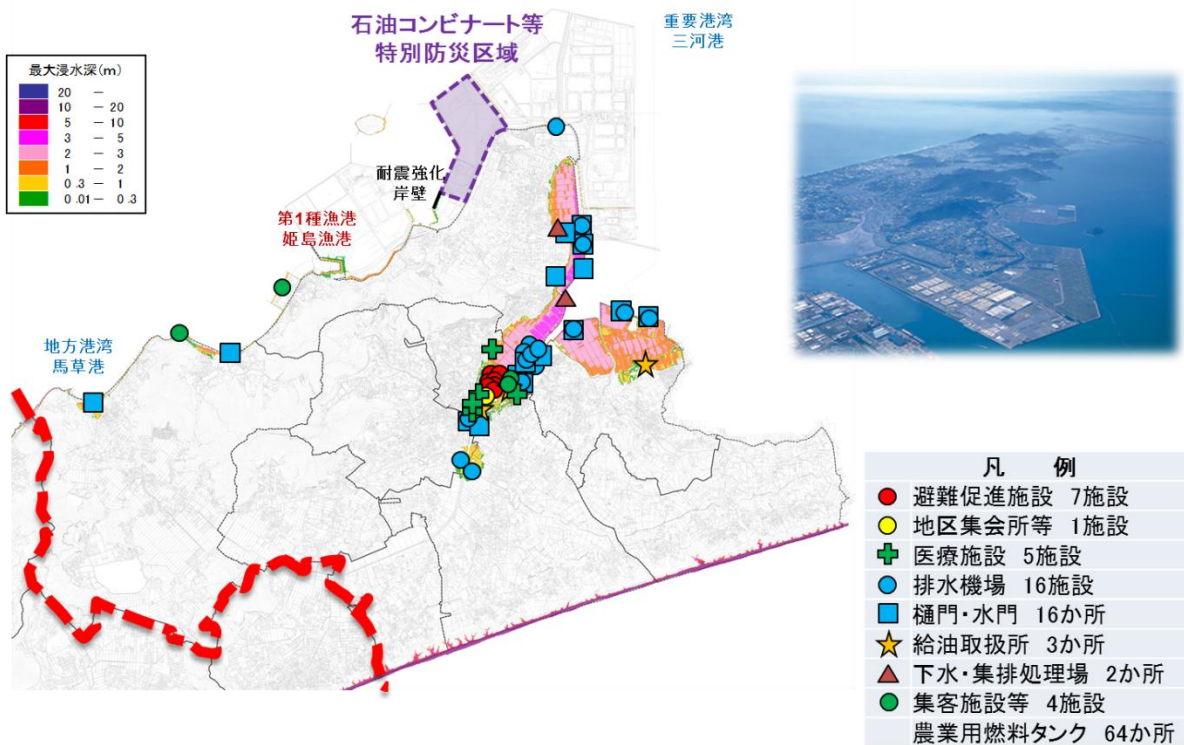 石油コンビナート等
特別防災区域
重要港湾
三河港
最大浸水深(m)
20 －
10 － 20
5 － 10
3 － 5
2 － 3
1 － 2
0.3 － 1
0.01－ 0.3
耐震強化
岸壁
第1種漁港
姫島漁港
地方港湾
馬草港
凡 例
避難促進施設 7施設
地区集会所等 1施設
医療施設 5施設
排水機場 16施設
樋門・水門 16か所
給油取扱所 3か所
下水・集排処理場 2か所
集客施設等 4施設
農業用燃料タンク 64か所